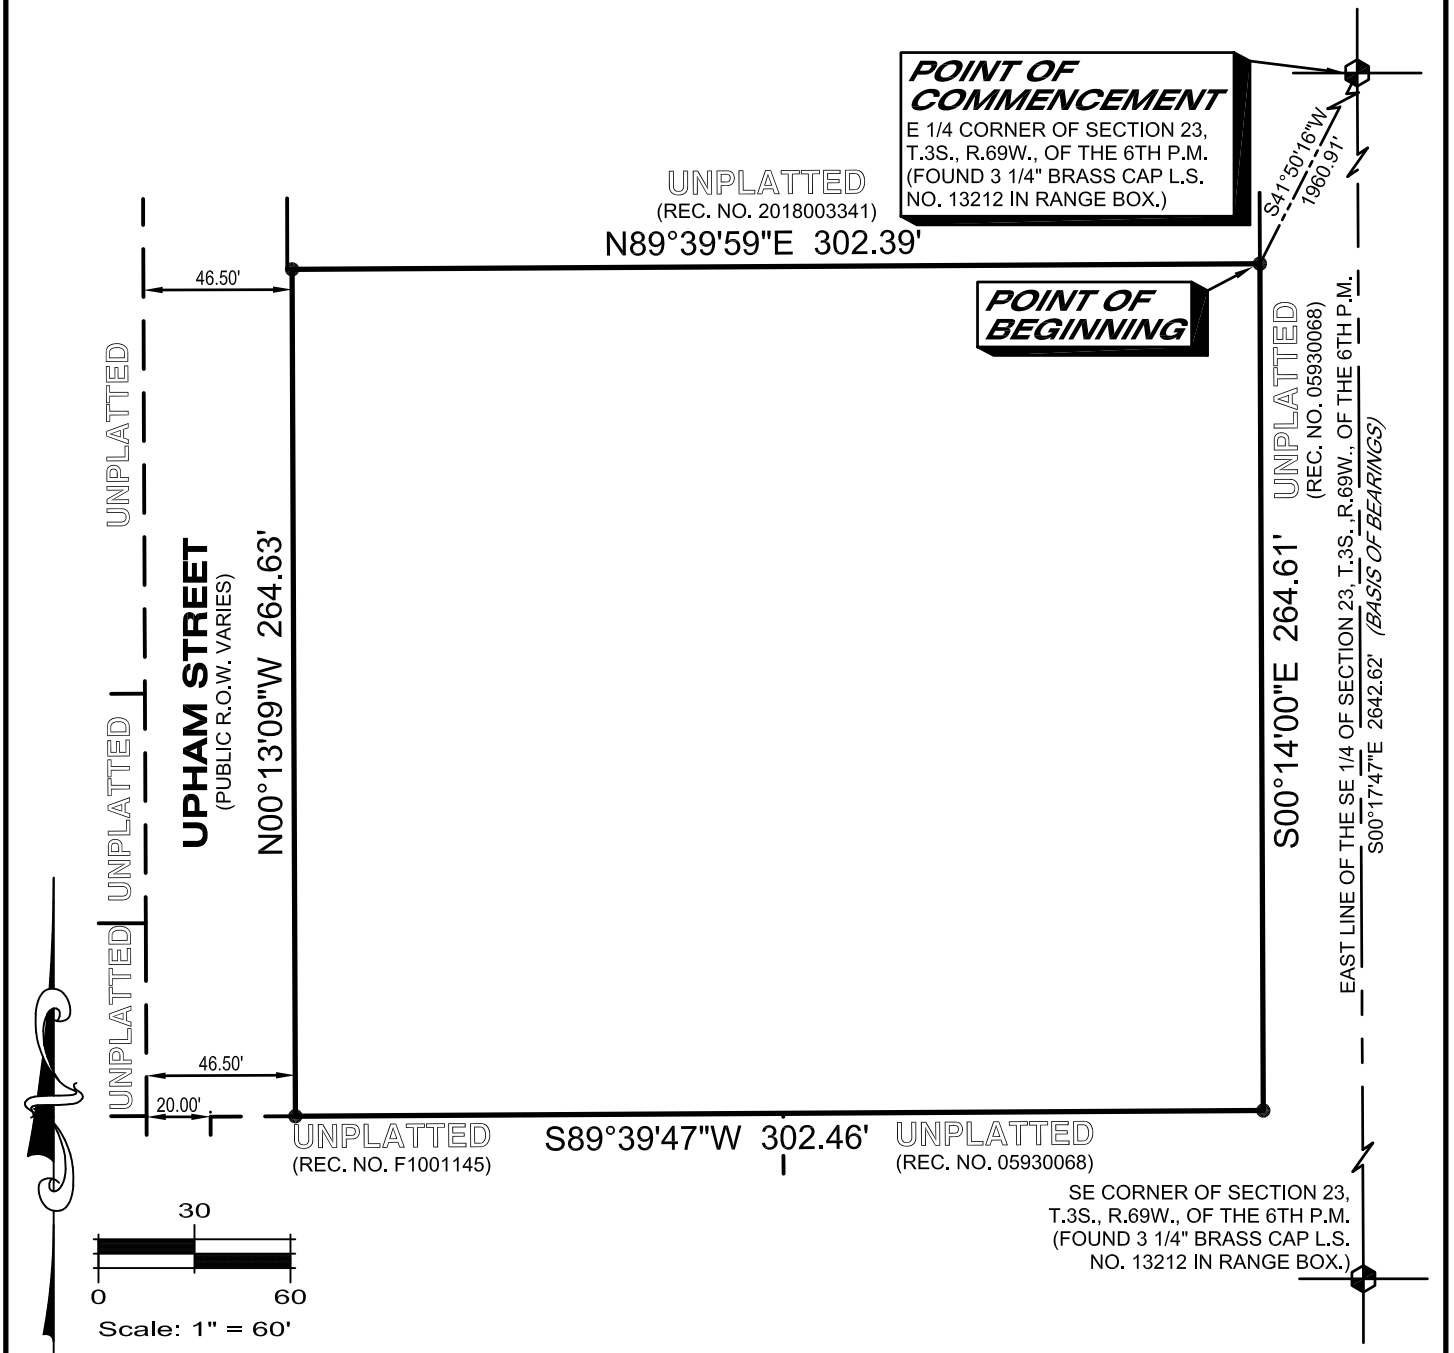 POINT OF
COMMENCEMENT
E 1/4 CORNER OF SECTION 23,
T.3S., R.69W., OF THE 6TH P.M.
(FOUND 3 1/4" BRASS CAP L.S.
NO. 13212 IN RANGE BOX.)
S41°50'16"W
1960.91'
UNPLATTED
(REC. NO. 2018003341)
N89°39'59"E 302.39'
46.50'
POINT OF
BEGINNING
UNPLATTED
UPHAM STREET
(PUBLIC R.O.W. VARIES)
N00°13'09"W 264.63'
UNPLATTED
(REC. NO. 05930068)
S00°14'00"E 264.61'
EAST LINE OF THE SE 1/4 OF SECTION 23, T.3S., R.69W., OF THE 6TH P.M.
S00°17'47"E 2642.62' (BASIS OF BEARINGS)
UNPLATTED
UNPLATTED
46.50'
20.00'
UNPLATTED
(REC. NO. F1001145)
S89°39'47"W 302.46'
UNPLATTED
(REC. NO. 05930068)
SE CORNER OF SECTION 23,
T.3S., R.69W., OF THE 6TH P.M.
(FOUND 3 1/4" BRASS CAP L.S.
NO. 13212 IN RANGE BOX.)
30
0 60
Scale: 1" = 60'